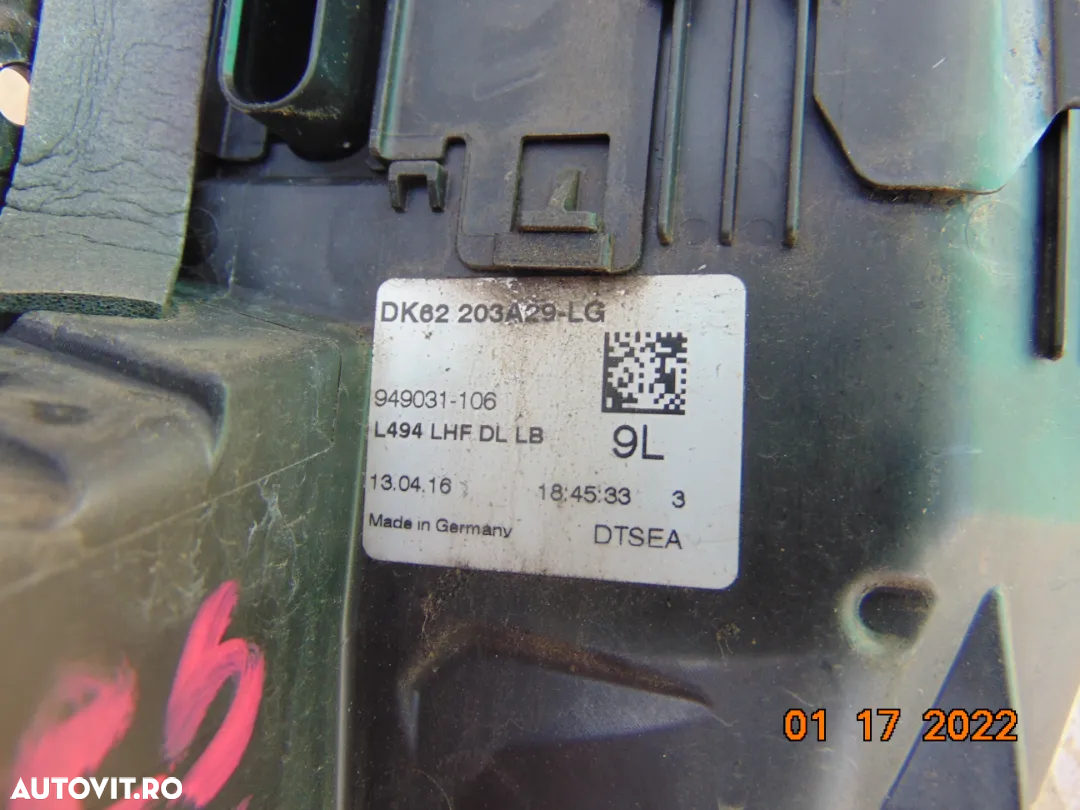 DK62 203A29-LG
949031-106
L494 LHF DL LB
9L
13.04.16 18:45:33 3
Made in Germany DTSEA
01 17 2022
AUTOVIT.RO